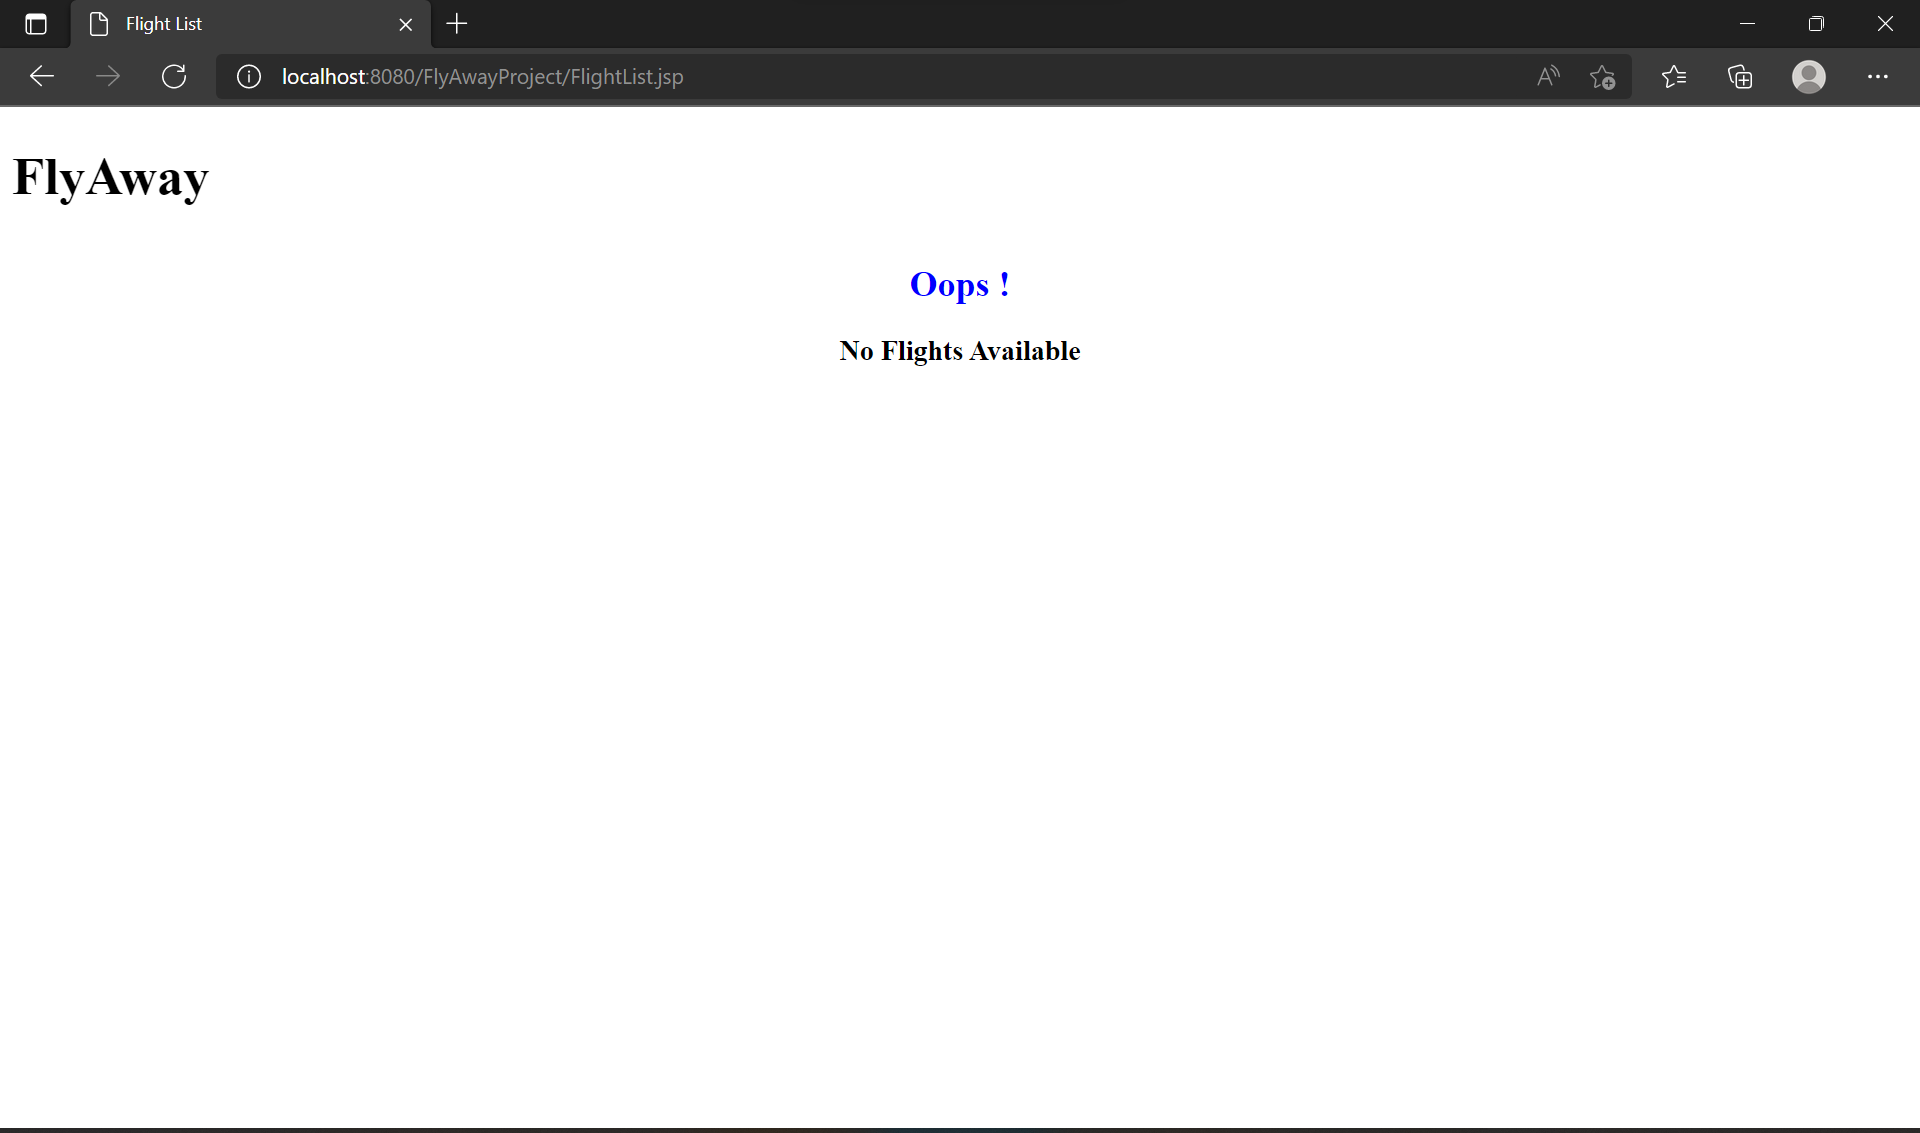 Flight List
localhost:8080/FlyAwayProject/FlightList.jsp
FlyAway
Oops !
No Flights Available